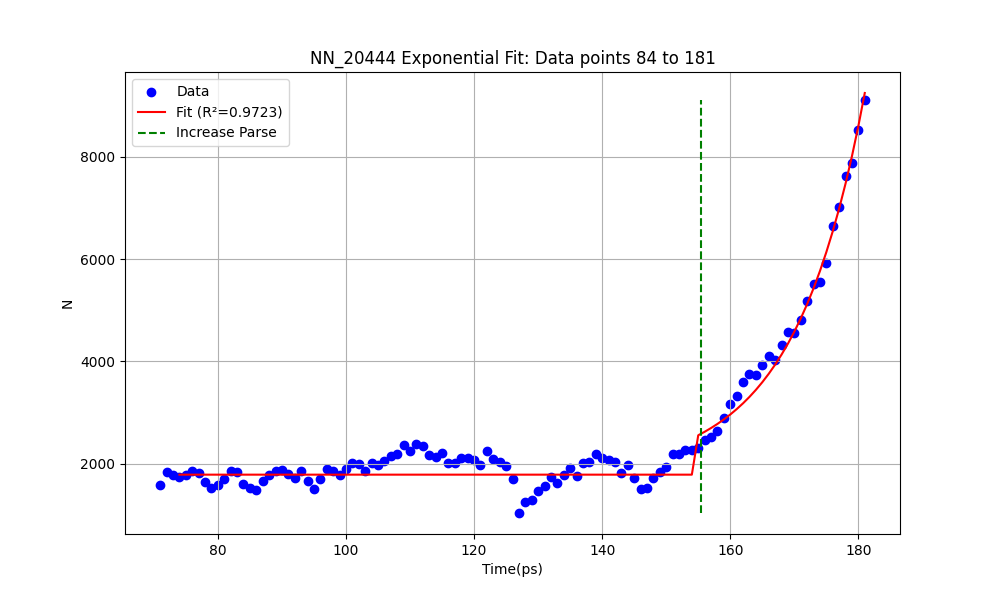 NN_20444 Exponential Fit: Data points 84 to 181
Data
Fit (R²=0.9723)
Increase Parse
8000
6000
4000
2000
N
80 100 120 140 160 180
Time(ps)